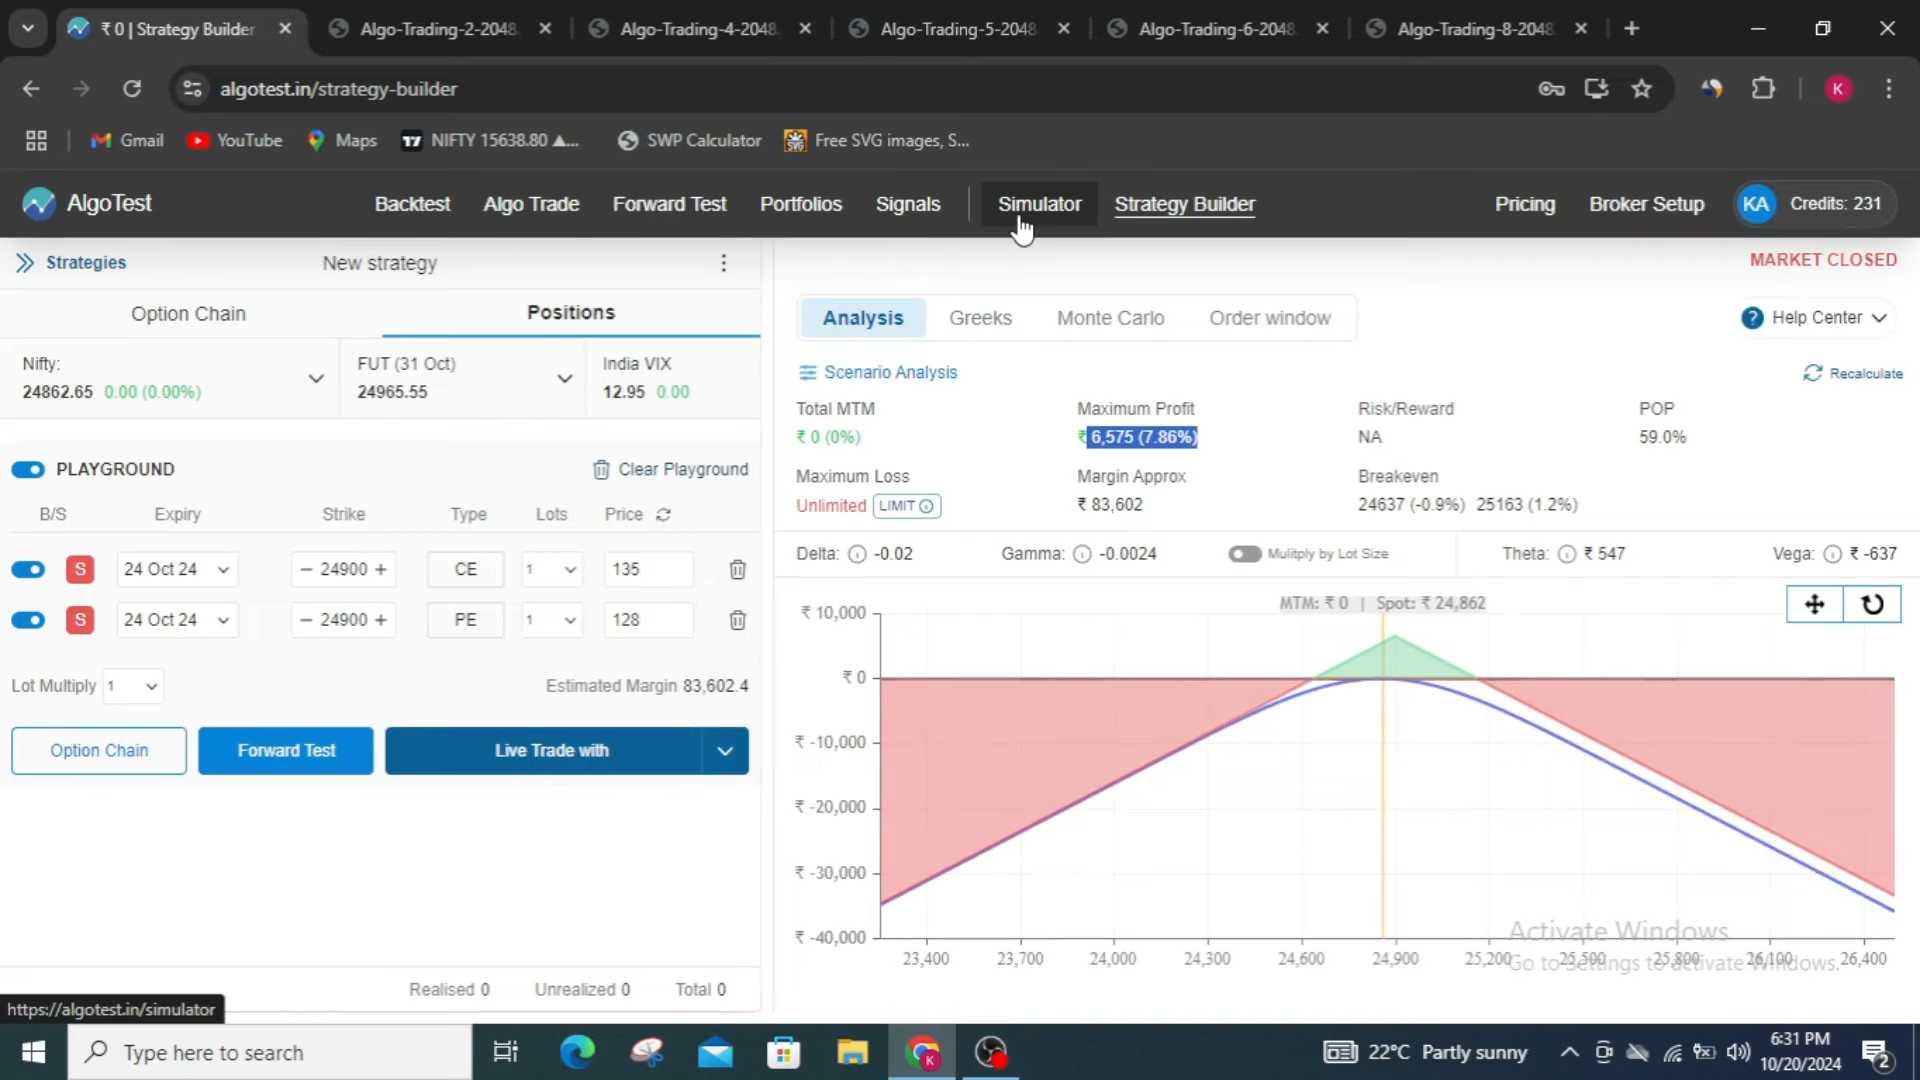 ₹ 0 | Strategy Builder
Algo-Trading-2-2048
Algo-Trading-4-2048
Algo-Trading-5-2048
Algo-Trading-6-2048
Algo-Trading-8-2048
algotest.in/strategy-builder
K
Gmail
YouTube
Maps
NIFTY 15638.80 ▲...
SWP Calculator
Free SVG images, S...
AlgoTest
Backtest
Algo Trade
Forward Test
Portfolios
Signals
Simulator
Strategy Builder
Pricing
Broker Setup
KA
Credits: 231
Strategies
New strategy
MARKET CLOSED
Option Chain
Positions
Analysis
Greeks
Monte Carlo
Order window
? Help Center
Nifty:
24862.65 0.00 (0.00%)
FUT (31 Oct)
24965.55
India VIX
12.95 0.00
Scenario Analysis
Recalculate
Total MTM
₹ 0 (0%)
Maximum Profit
₹ 6,575 (7.86%)
Risk/Reward
NA
POP
59.0%
Maximum Loss
Unlimited LIMIT
Margin Approx
₹ 83,602
Breakeven
24637 (-0.9%) 25163 (1.2%)
PLAYGROUND
Clear Playground
B/S Expiry Strike Type Lots Price
S 24 Oct 24 − 24900 + CE 1 135
S 24 Oct 24 − 24900 + PE 1 128
Lot Multiply 1
Estimated Margin 83,602.4
Option Chain
Forward Test
Live Trade with
Delta: -0.02
Gamma: -0.0024
Mulitply by Lot Size
Theta: ₹ 547
Vega: ₹ -637
MTM: ₹ 0 | Spot: ₹ 24,862
₹ 10,000
₹ 0
₹ -10,000
₹ -20,000
₹ -30,000
₹ -40,000
23,400 23,700 24,000 24,300 24,600 24,900 25,200 25,500 25,800 26,100 26,400
Activate Windows
Go to Settings to activate Windows.
Realised 0 Unrealized 0 Total 0
https://algotest.in/simulator
Type here to search
K
22°C Partly sunny
6:31 PM
10/20/2024
2